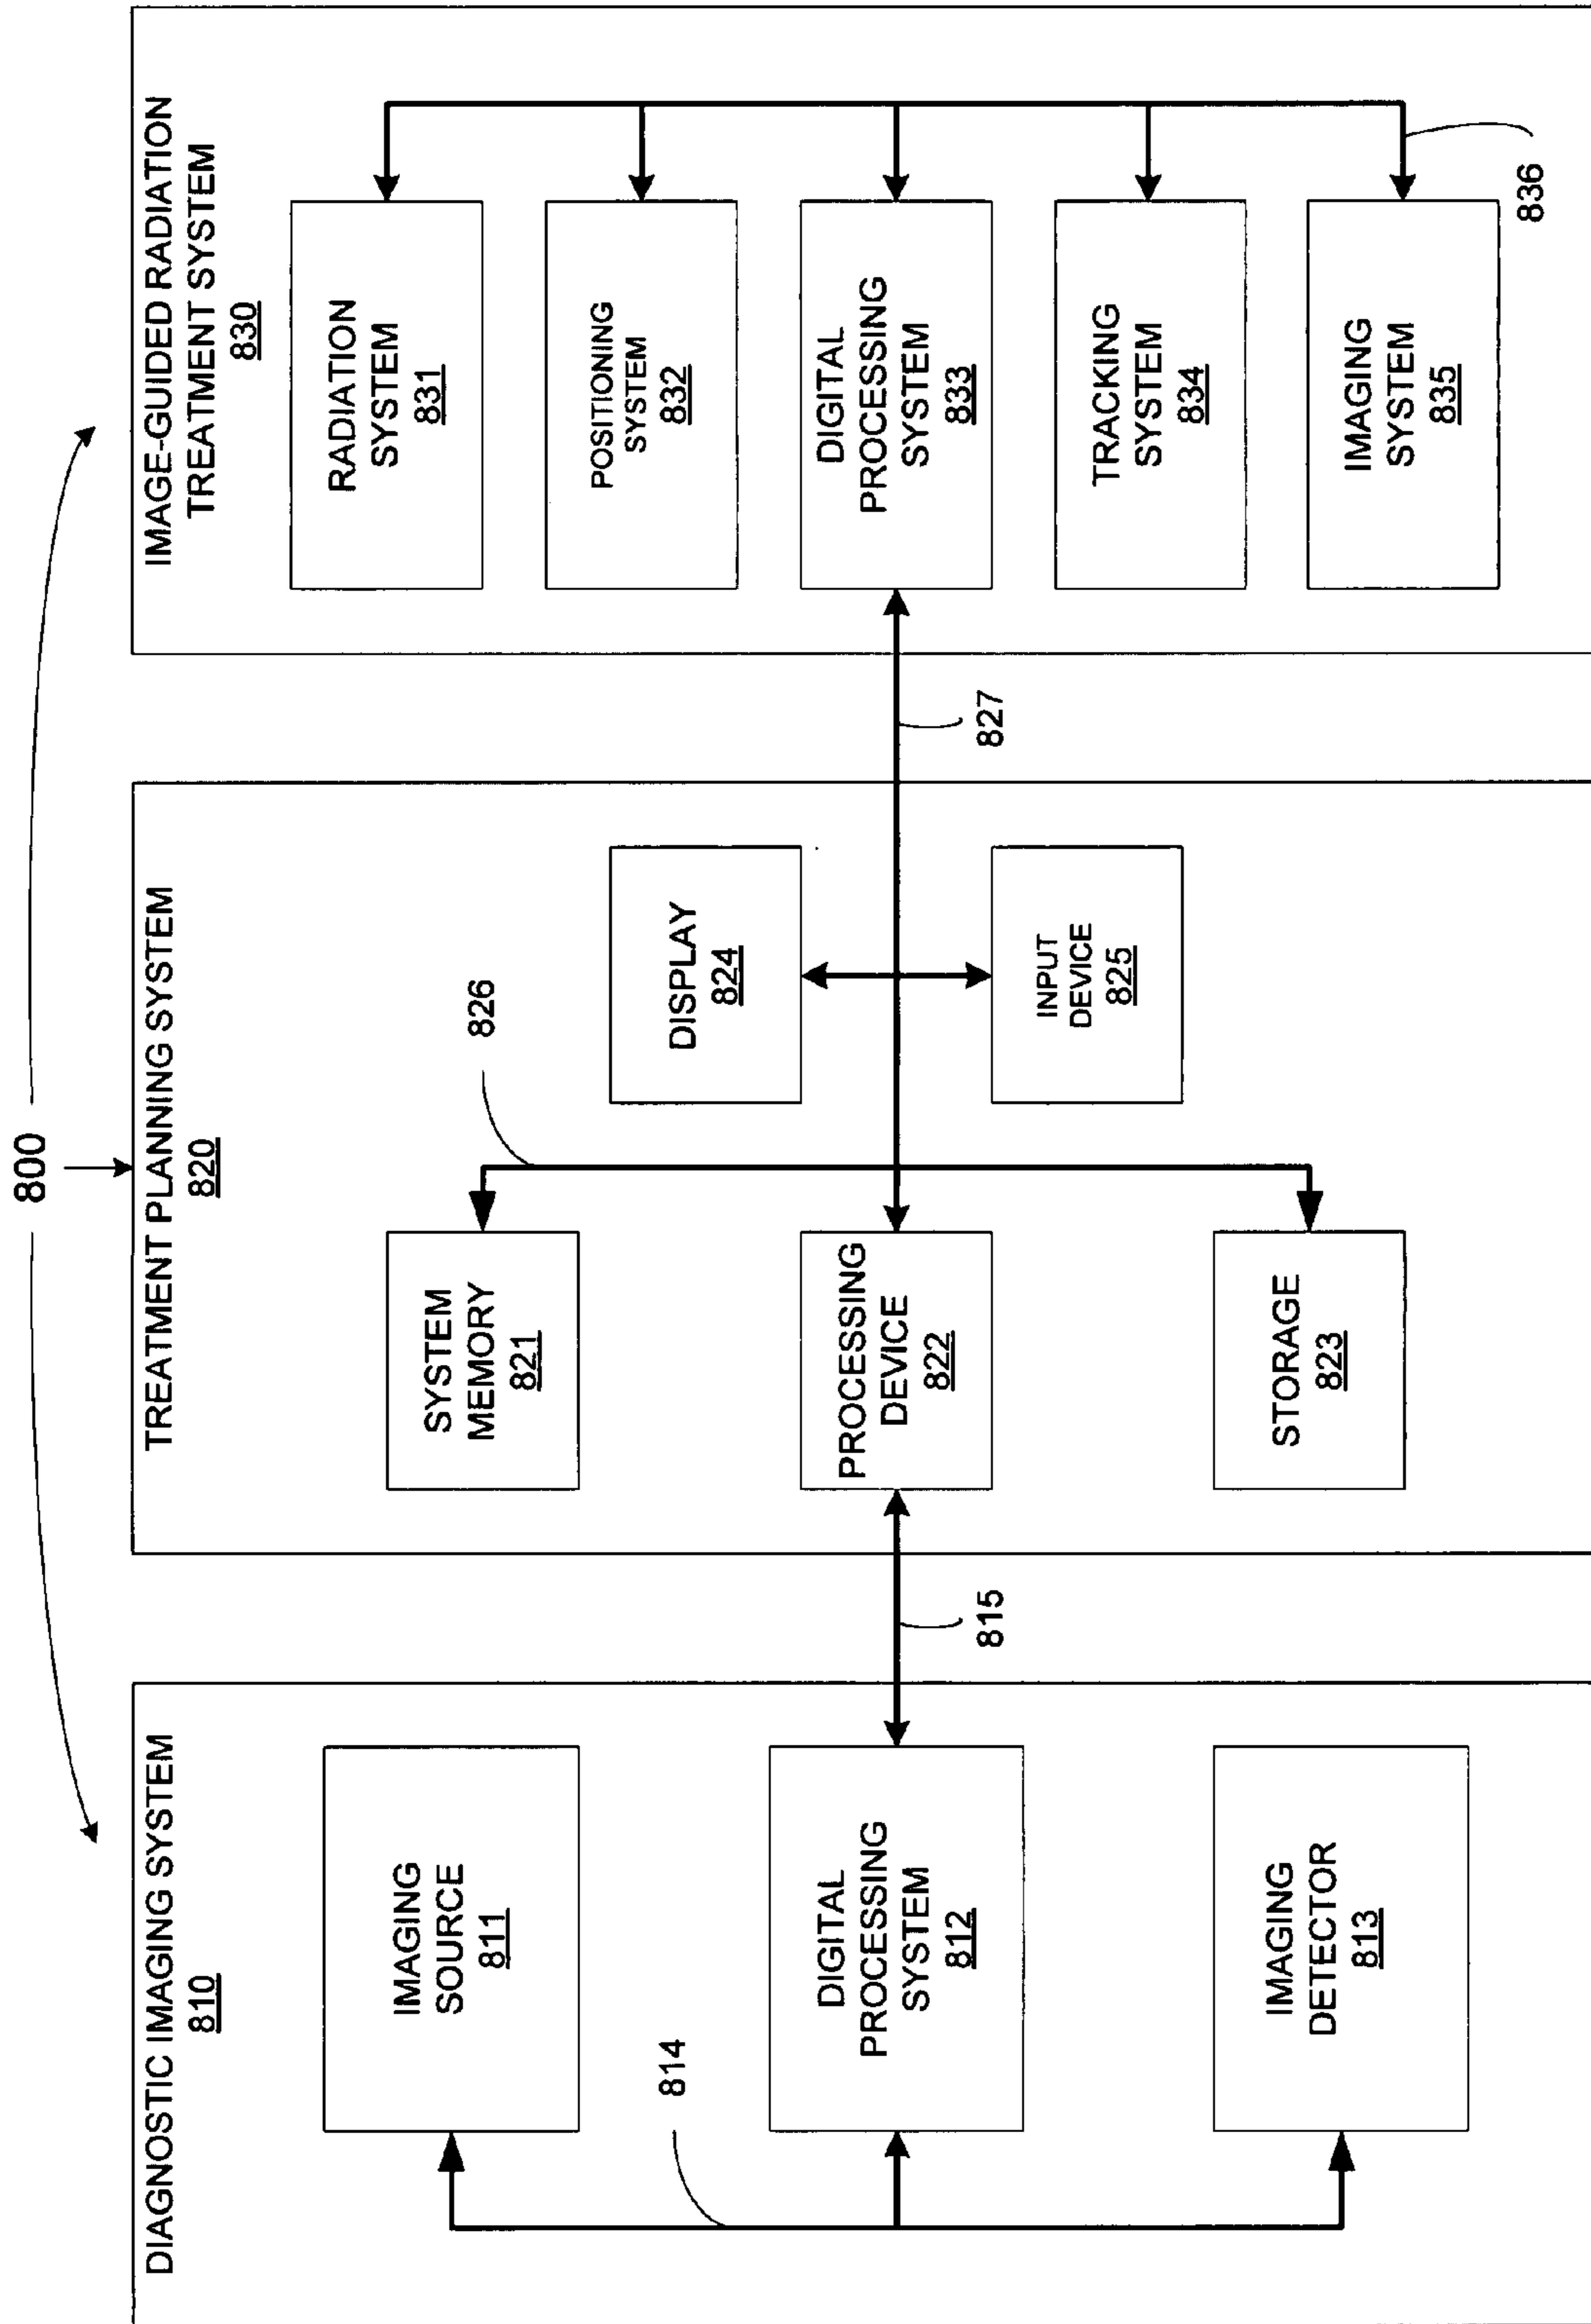 800
DIAGNOSTIC IMAGING SYSTEM
810
IMAGING
SOURCE
811
DIGITAL
PROCESSING
SYSTEM
812
IMAGING
DETECTOR
813
814
815
TREATMENT PLANNING SYSTEM
820
SYSTEM
MEMORY
821
PROCESSING
DEVICE
822
STORAGE
823
826
DISPLAY
824
INPUT
DEVICE
825
827
IMAGE-GUIDED RADIATION
TREATMENT SYSTEM
830
RADIATION
SYSTEM
831
POSITIONING
SYSTEM
832
DIGITAL
PROCESSING
SYSTEM
833
TRACKING
SYSTEM
834
IMAGING
SYSTEM
835
836